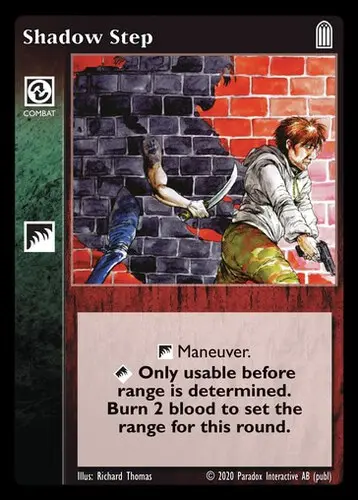 Shadow Step
COMBAT
Maneuver.
Only usable before
range is determined.
Burn 2 blood to set the
range for this round.
Illus: Richard Thomas © 2020 Paradox Interactive AB (publ)